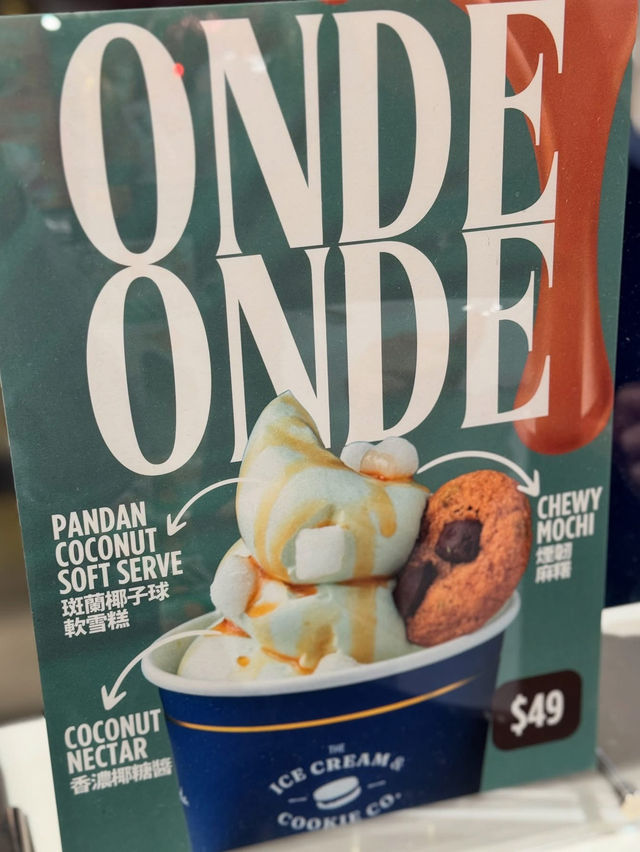 ONDE
ONDE
PANDAN
COCONUT
SOFT SERVE
斑蘭椰子球
軟雪糕
CHEWY
MOCHI
煙韌
麻糬
COCONUT
NECTAR
香濃椰糖醬
$49
THE
ICE CREAM &
COOKIE CO.